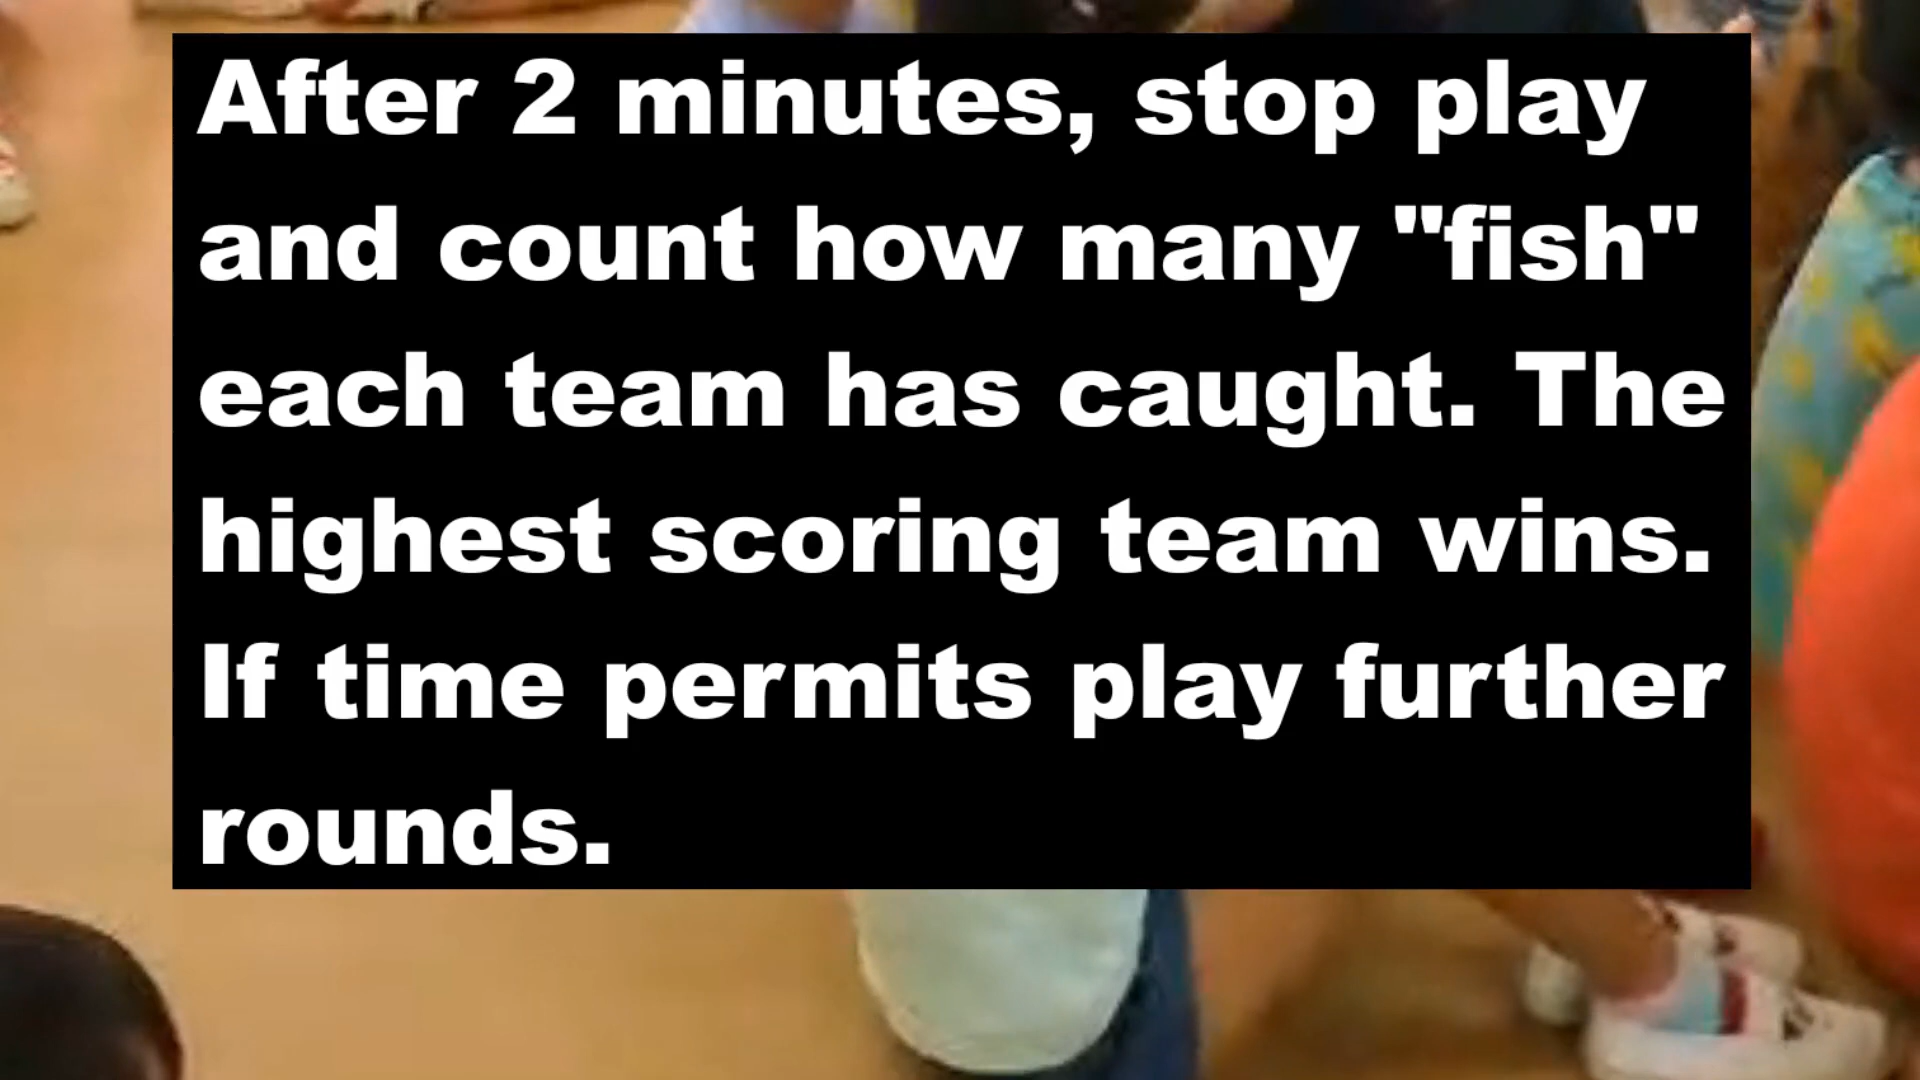 After 2 minutes, stop play
and count how many "fish"
each team has caught. The
highest scoring team wins.
If time permits play further
rounds.